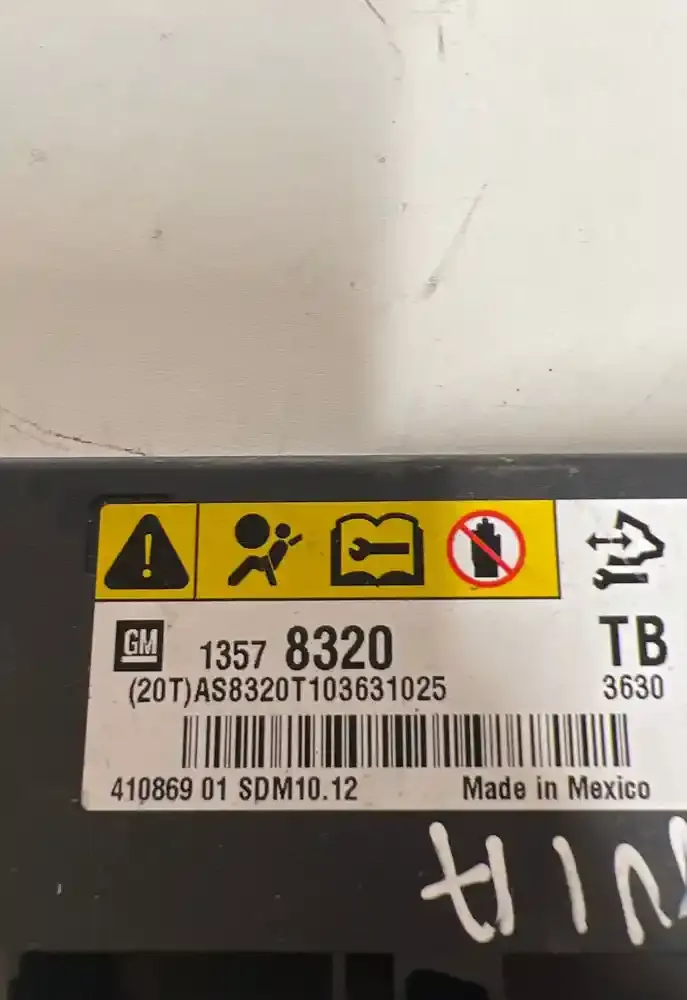 GM 1357 8320 TB
(20T)AS8320T103631025 3630
410869 01 SDM10.12 Made in Mexico